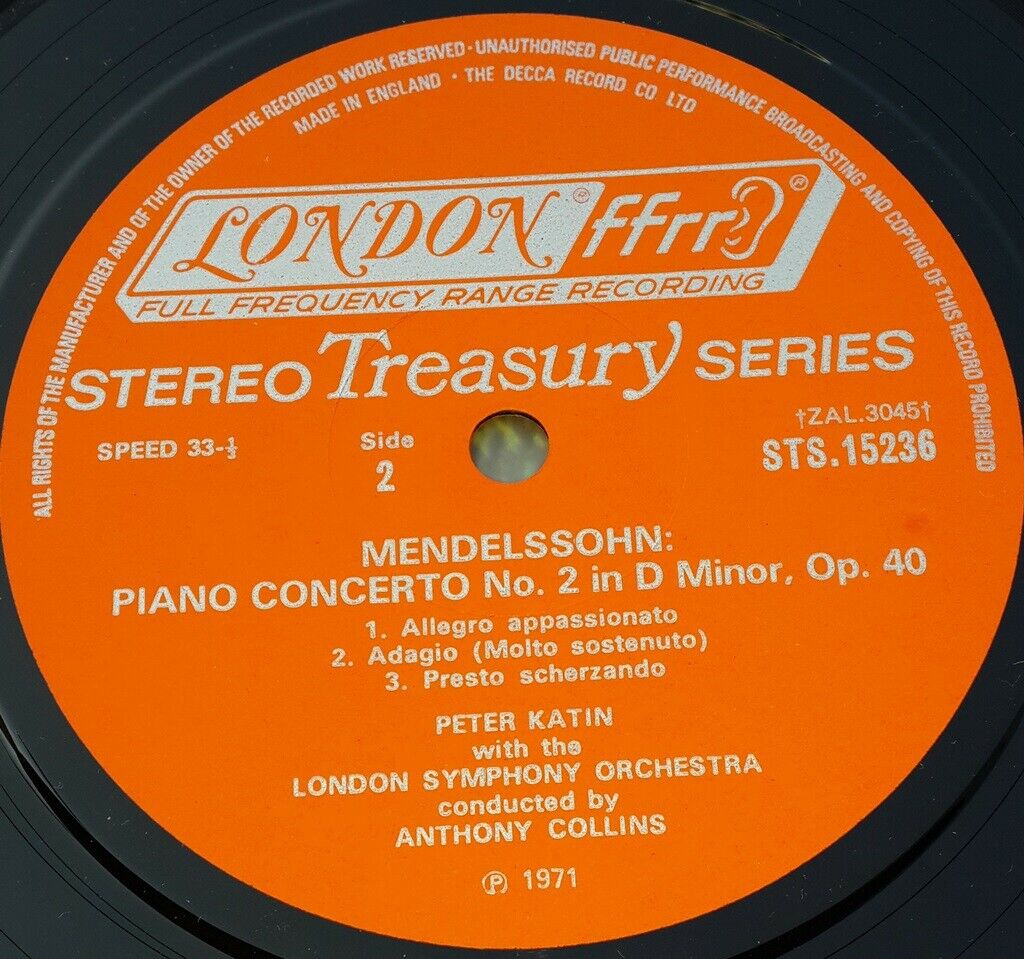 ALL RIGHTS OF THE MANUFACTURER AND OF THE OWNER OF THE RECORDED WORK RESERVED · UNAUTHORISED PUBLIC PERFORMANCE BROADCASTING AND COPYING OF THIS RECORD PROHIBITED
MADE IN ENGLAND · THE DECCA RECORD CO LTD
LONDON ® ffrr ®
FULL FREQUENCY RANGE RECORDING
STEREO Treasury SERIES
SPEED 33-⅓
Side
2
†ZAL.3045†
STS.15236
MENDELSSOHN:
PIANO CONCERTO No. 2 in D Minor, Op. 40
1. Allegro appassionato
2. Adagio (Molto sostenuto)
3. Presto scherzando
PETER KATIN
with the
LONDON SYMPHONY ORCHESTRA
conducted by
ANTHONY COLLINS
℗ 1971